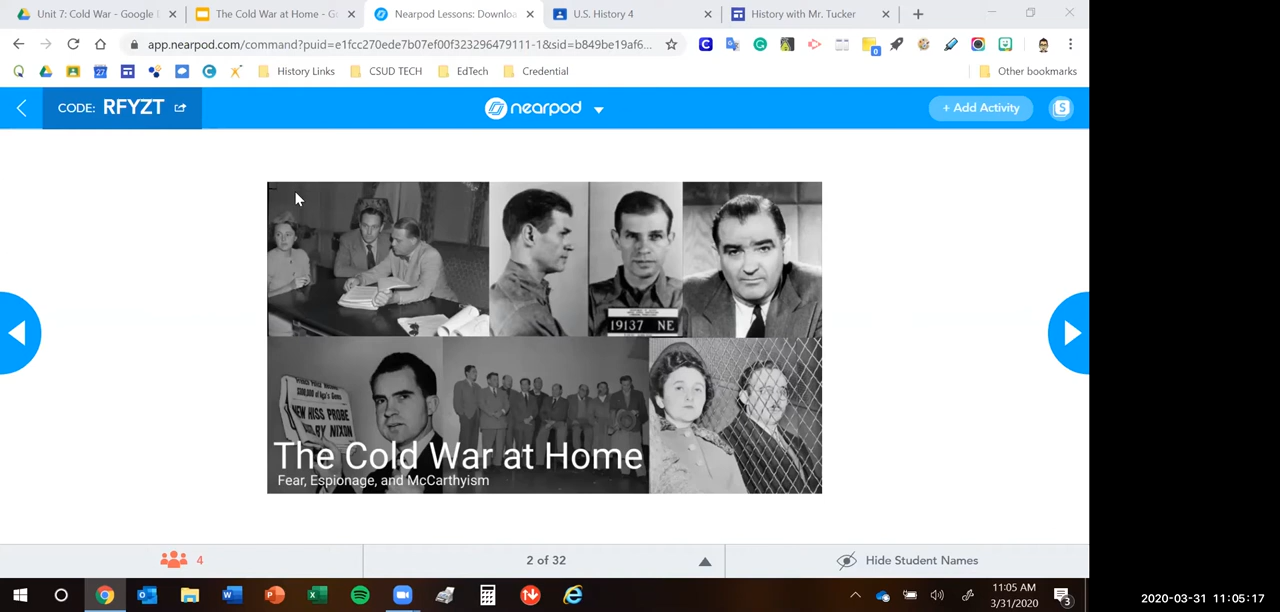 Unit 7: Cold War - Google
The Cold War at Home - G
Nearpod Lessons: Downloa
U.S. History 4
History with Mr. Tucker
app.nearpod.com/command?puid=e1fcc270ede7b07ef00f323296479111-1&sid=b849be19af6...
History Links
CSUD TECH
EdTech
Credential
Other bookmarks
CODE: RFYZT
nearpod
+ Add Activity
S
19137 NE
NEW HISS PROBE
BY NIXON
The Cold War at Home
Fear, Espionage, and McCarthyism
4
2 of 32
Hide Student Names
11:05 AM
3/31/2020
3
2020-03-31 11:05:17